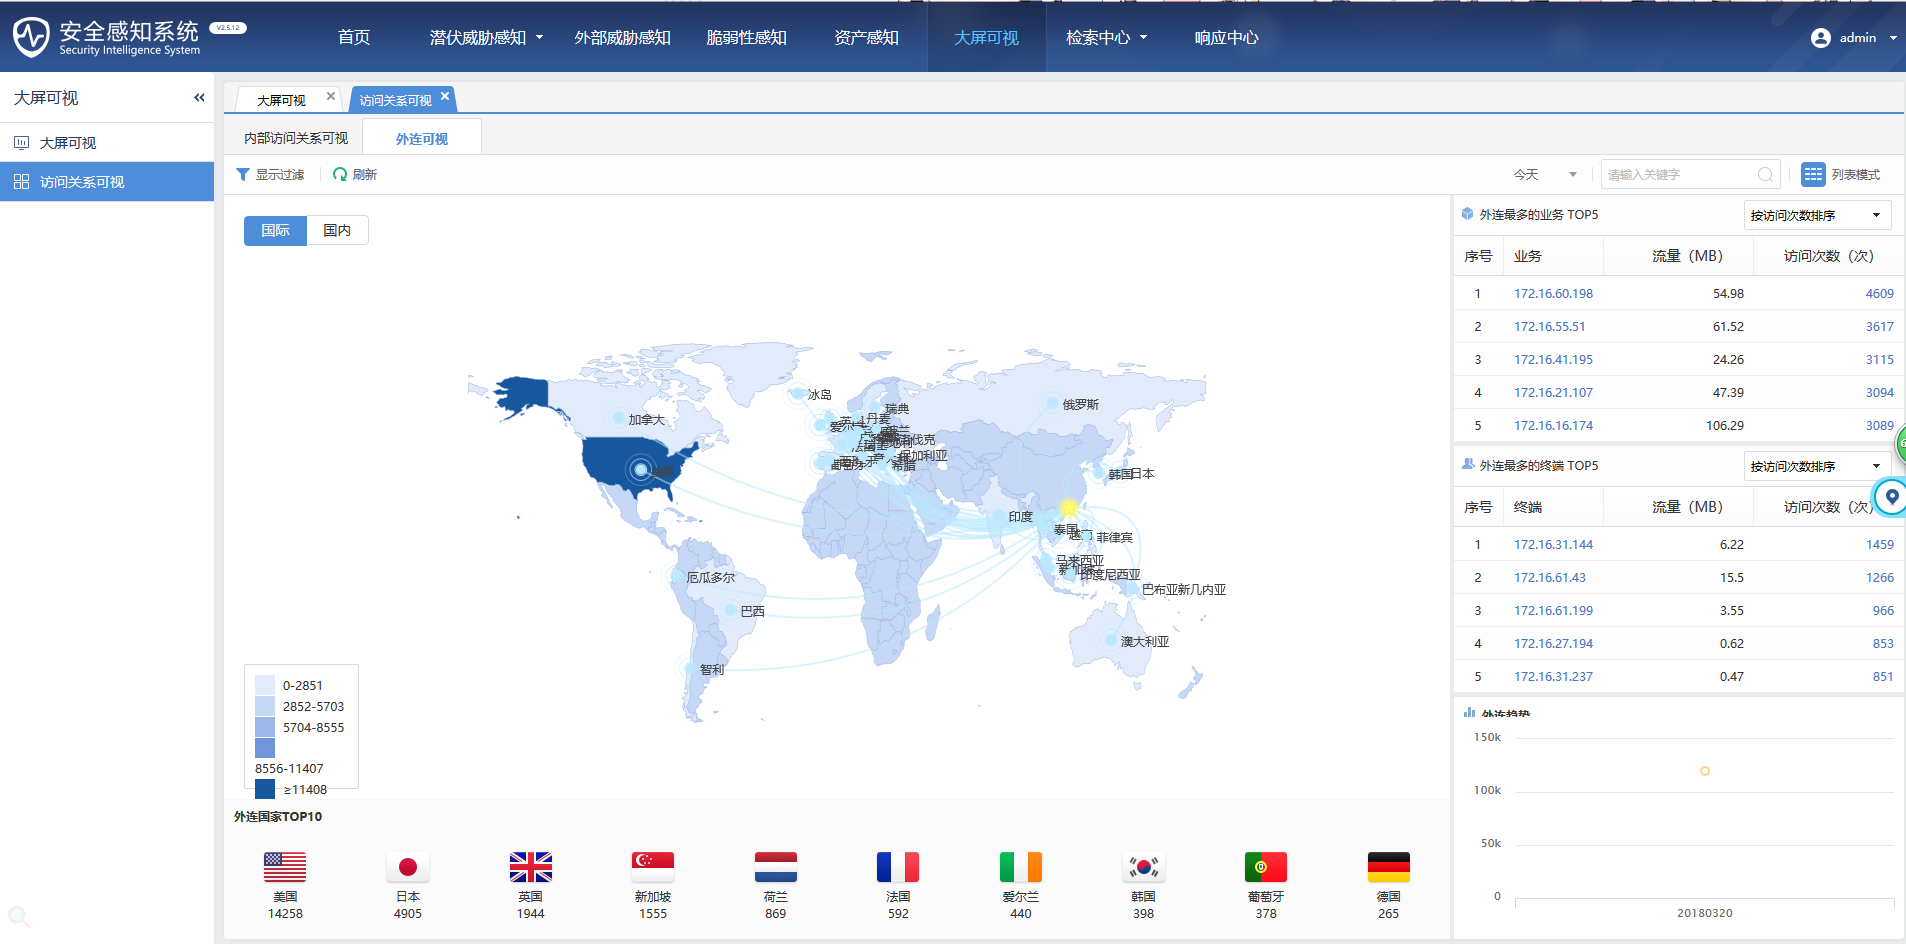 安全感知系统 V2.5.12
Security Intelligence System
首页 潜伏威胁感知 外部威胁感知 脆弱性感知 资产感知 大屏可视 检索中心 响应中心 admin
大屏可视
大屏可视
访问关系可视
大屏可视 访问关系可视
内部访问关系可视 外连可视
显示过滤 刷新 今天 请输入关键字 列表模式
国际 国内
冰岛
加拿大
瑞典
丹麦
俄罗斯
保加利亚
希腊
韩国 日本
印度
泰国
菲律宾
马来西亚
印度尼西亚
巴布亚新几内亚
厄瓜多尔
巴西
澳大利亚
智利
0-2851
2852-5703
5704-8555
8556-11407
≥11408
外连国家TOP10
美国 日本 英国 新加坡 荷兰 法国 爱尔兰 韩国 葡萄牙 德国
14258 4905 1944 1555 869 592 440 398 378 265
外连最多的业务 TOP5 按访问次数排序
序号 业务 流量（MB） 访问次数（次）
1 172.16.60.198 54.98 4609
2 172.16.55.51 61.52 3617
3 172.16.41.195 24.26 3115
4 172.16.21.107 47.39 3094
5 172.16.16.174 106.29 3089
外连最多的终端 TOP5 按访问次数排序
序号 终端 流量（MB） 访问次数（次）
1 172.16.31.144 6.22 1459
2 172.16.61.43 15.5 1266
3 172.16.61.199 3.55 966
4 172.16.27.194 0.62 853
5 172.16.31.237 0.47 851
外连趋势
150k
100k
50k
0
20180320